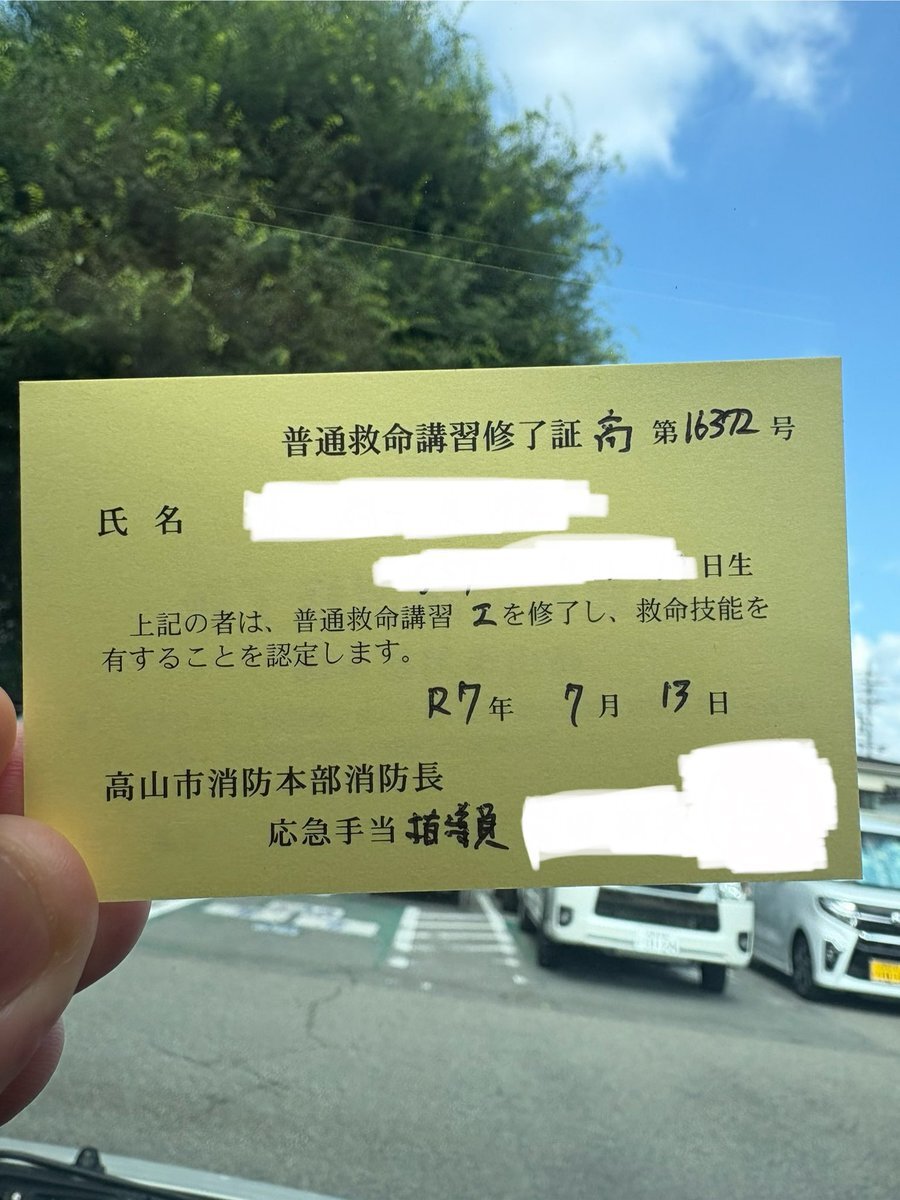 普通救命講習修了証 高 第16372号
氏名
日生
上記の者は、普通救命講習 Iを修了し、救命技能を
有することを認定します。
R7年 7月 13日
高山市消防本部消防長
応急手当指導員